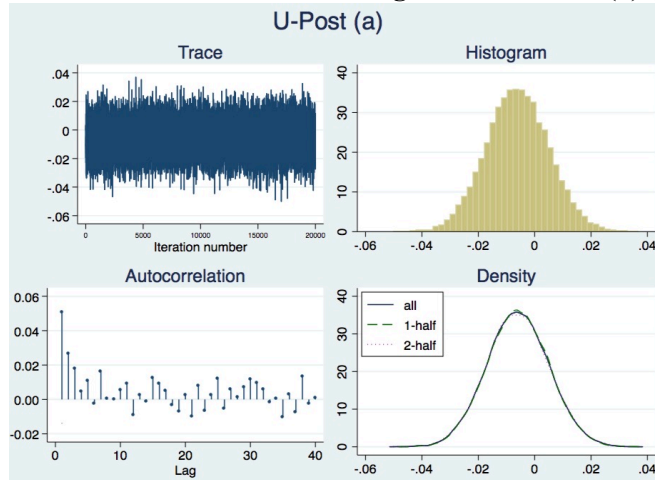 U-Post (a)
Trace
.04
.02
0
-.02
-.04
-.06
0 5000 10000 15000 20000
Iteration number
Histogram
40
30
20
10
0
-.06 -.04 -.02 0 .02 .04
Autocorrelation
0.06
0.04
0.02
0.00
-0.02
0 10 20 30 40
Lag
Density
all
1-half
2-half
40
30
20
10
0
-.06 -.04 -.02 0 .02 .04